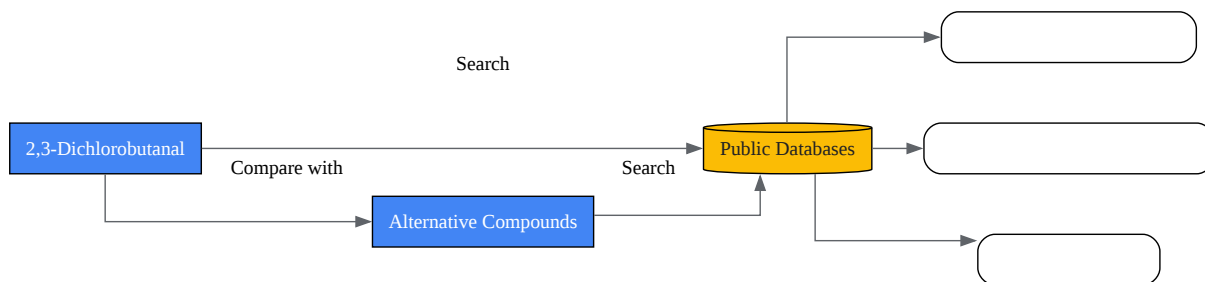 Search
2,3-Dichlorobutanal
Public Databases
Compare with
Search
Alternative Compounds